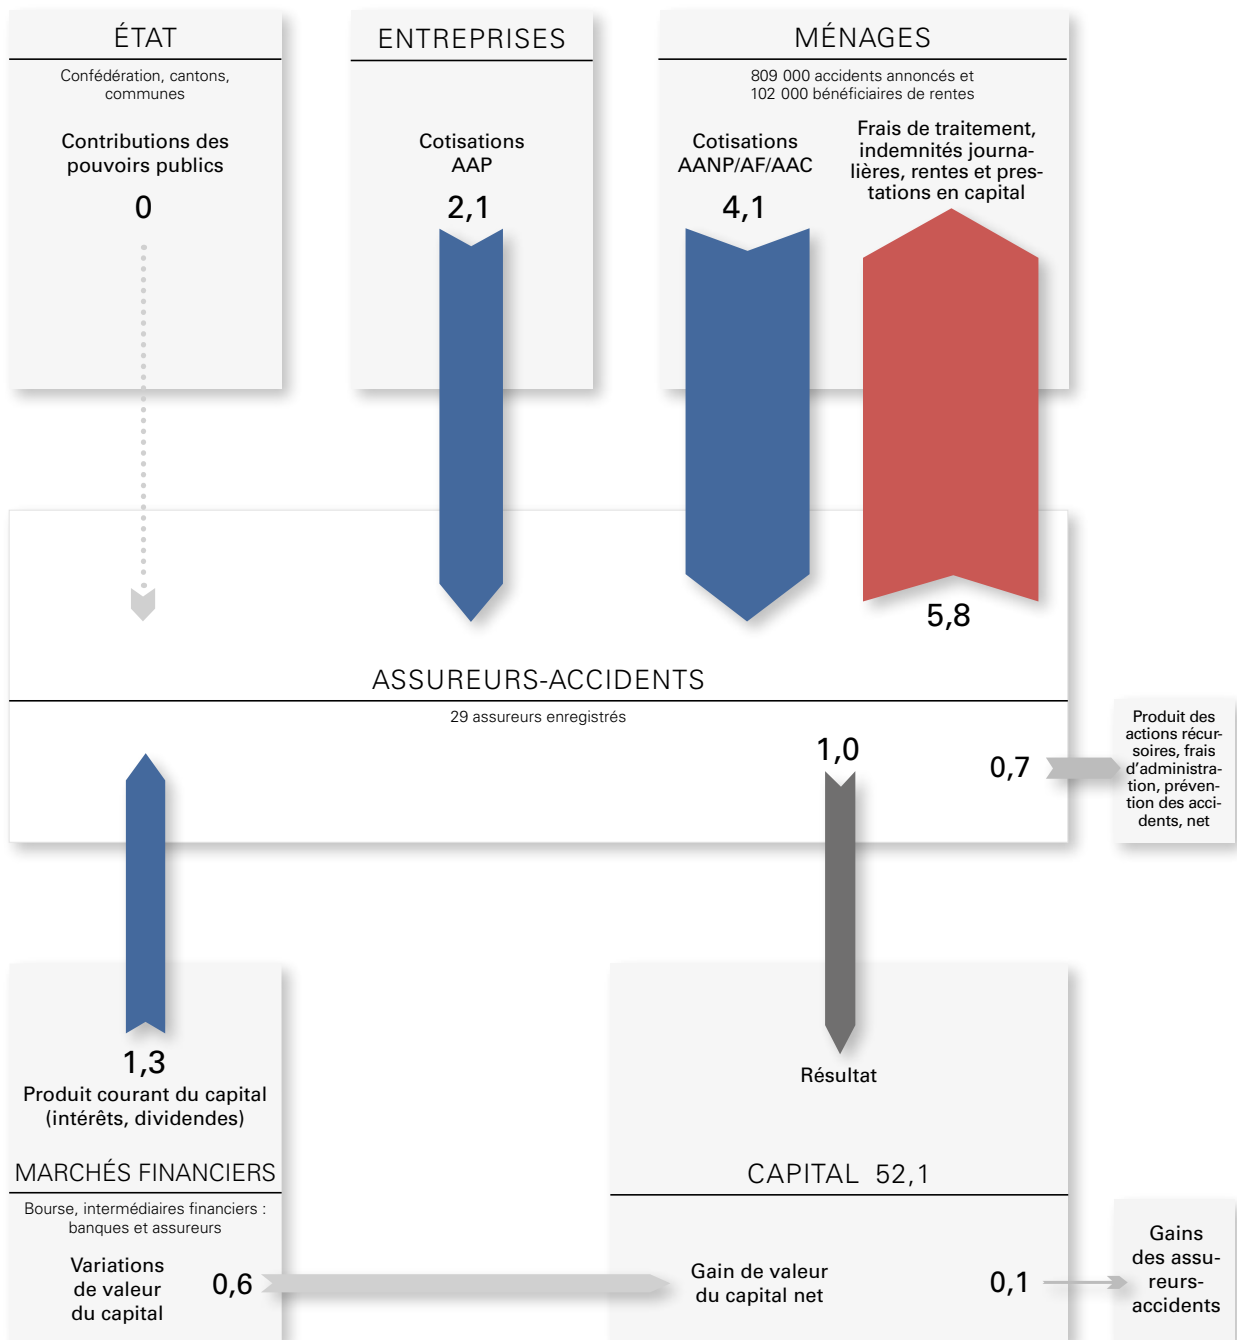 ÉTAT
Confédération, cantons,
communes
Contributions des
pouvoirs publics
0
ENTREPRISES
Cotisations
AAP
2,1
MÉNAGES
809 000 accidents annoncés et
102 000 bénéficiaires de rentes
Cotisations
AANP/AF/AAC
4,1
Frais de traitement,
indemnités journa-
lières, rentes et pres-
tations en capital
5,8
ASSUREURS-ACCIDENTS
29 assureurs enregistrés
1,0
0,7
Produit des
actions récur-
soires, frais
d’administra-
tion, préven-
tion des acci-
dents, net
1,3
Produit courant du capital
(intérêts, dividendes)
MARCHÉS FINANCIERS
Bourse, intermédiaires financiers :
banques et assureurs
Variations
de valeur
du capital
0,6
Résultat
CAPITAL 52,1
Gain de valeur
du capital net
0,1
Gains
des assu-
reurs-
accidents